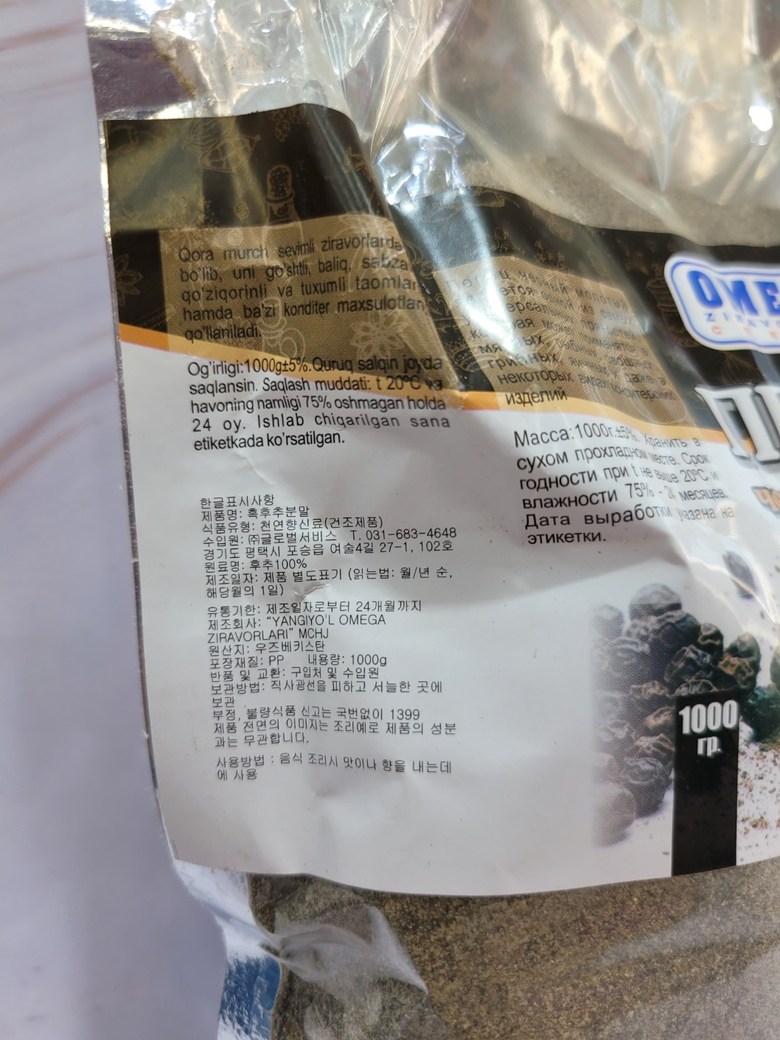 Qora murch sevimli ziravorlarda
bo'lib, uni go'shtli, baliq, sabza
qo'ziqorinli va tuxumli taomlar
hamda ba'zi konditer maxsulotlar
qo'llaniladi.
Og'irligi:1000g±5%.Quruq salqin joyda
saqlansin. Saqlash muddati: t 20°C va
havoning namligi 75% oshmagan holda
24 oy. Ishlab chiqarilgan sana
etiketkada ko'rsatilgan.
한글표시사항
제품명: 흑후추분말
식품유형: 천연향신료(건조제품)
수입원: ㈜글로벌서비스 T. 031-683-4648
경기도 평택시 포승읍 여술4길 27-1, 102호
원료명: 후추100%
제조일자: 제품 별도표기 (읽는법: 월/년 순,
해당월의 1일)
유통기한: 제조일자로부터 24개월까지
제조회사: "YANGIYO'L OMEGA
ZIRAVORLARI" MCHJ
원산지: 우즈베키스탄
포장재질: PP 내용량: 1000g
반품 및 교환: 구입처 및 수입원
보관방법: 직사광선을 피하고 서늘한 곳에
보관
부정, 불량식품 신고는 국번없이 1399
제품 전면의 이미지는 조리예로 제품의 성분
과는 무관합니다.
사용방법 : 음식 조리시 맛이나 향을 내는데
에 사용
молотый
некоторых
изделий
Масса:1000г.±5%. Хранить в
сухом прохладном месте. Срок
годности при t не выше 20°C и
влажности 75% - месяцев.
Дата выработки указана на
этикетки.
OME
ZIRAV
ПЕ
1000
гр.